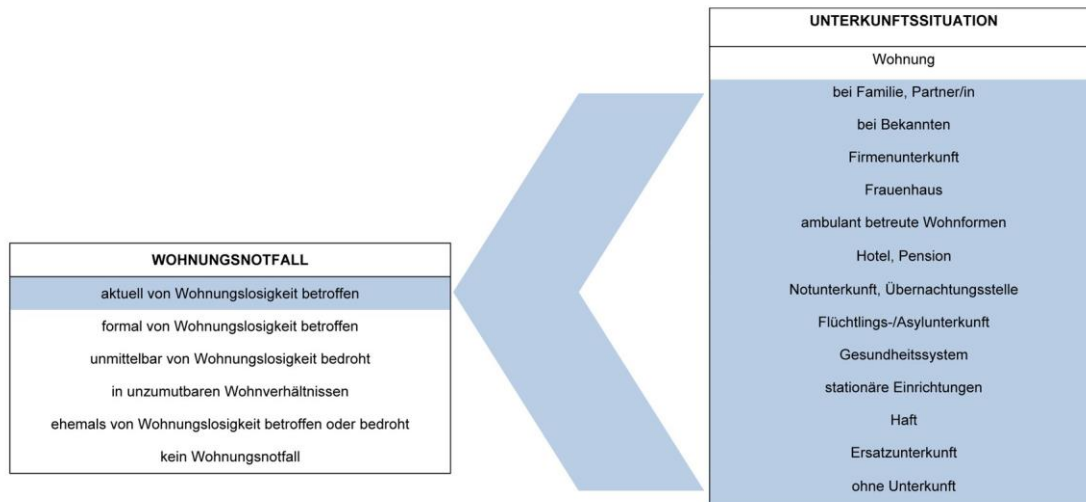 UNTERKUNFTSSITUATION
Wohnung
bei Familie, Partner/in
bei Bekannten
Firmenunterkunft
Frauenhaus
ambulant betreute Wohnformen
Hotel, Pension
Notunterkunft, Übernachtungsstelle
Flüchtlings-/Asylunterkunft
Gesundheitssystem
stationäre Einrichtungen
Haft
Ersatzunterkunft
ohne Unterkunft
WOHNUNGSNOTFALL
aktuell von Wohnungslosigkeit betroffen
formal von Wohnungslosigkeit betroffen
unmittelbar von Wohnungslosigkeit bedroht
in unzumutbaren Wohnverhältnissen
ehemals von Wohnungslosigkeit betroffen oder bedroht
kein Wohnungsnotfall